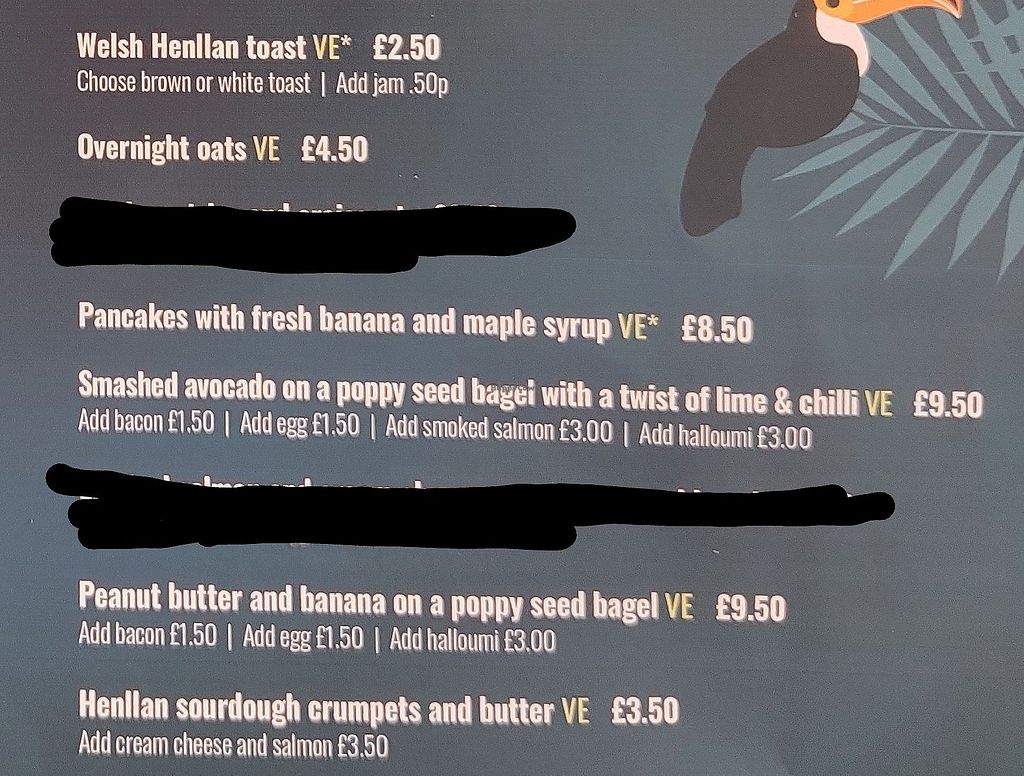 Welsh Henllan toast VE* £2.50
Choose brown or white toast | Add jam .50p
Overnight oats VE £4.50
Pancakes with fresh banana and maple syrup VE* £8.50
Smashed avocado on a poppy seed bagel with a twist of lime & chilli VE £9.50
Add bacon £1.50 | Add egg £1.50 | Add smoked salmon £3.00 | Add halloumi £3.00
Peanut butter and banana on a poppy seed bagel VE £9.50
Add bacon £1.50 | Add egg £1.50 | Add halloumi £3.00
Henllan sourdough crumpets and butter VE £3.50
Add cream cheese and salmon £3.50